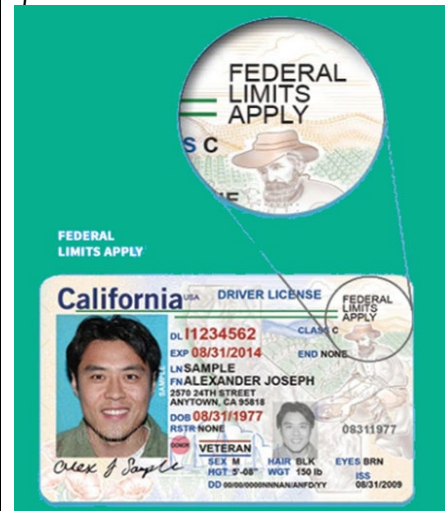 FEDERAL
LIMITS
APPLY
S C
FEDERAL
LIMITS APPLY
California USA DRIVER LICENSE
FEDERAL
LIMITS
APPLY
DL I1234562
CLASS C
EXP 08/31/2014
END NONE
LN SAMPLE
FN ALEXANDER JOSEPH
2570 24TH STREET
ANYTOWN, CA 95818
DOB 08/31/1977
RSTR NONE
08311977
SAMPLE
DONOR
VETERAN
SEX M HAIR BLK EYES BRN
HGT 5'-08" WGT 150 lb
ISS
DD 00/00/0000NNNAN/ANFD/YY
08/31/2009
Alex J Sample